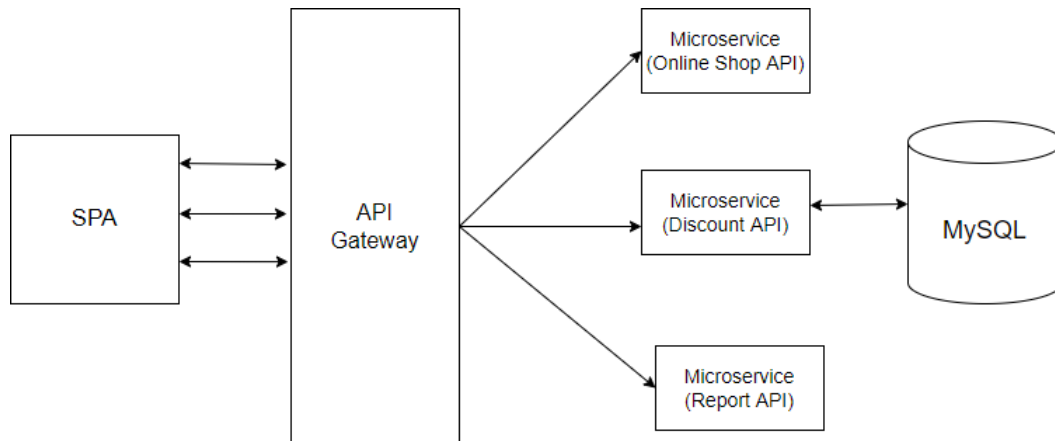 SPA
API
Gateway
Microservice
(Online Shop API)
Microservice
(Discount API)
Microservice
(Report API)
MySQL